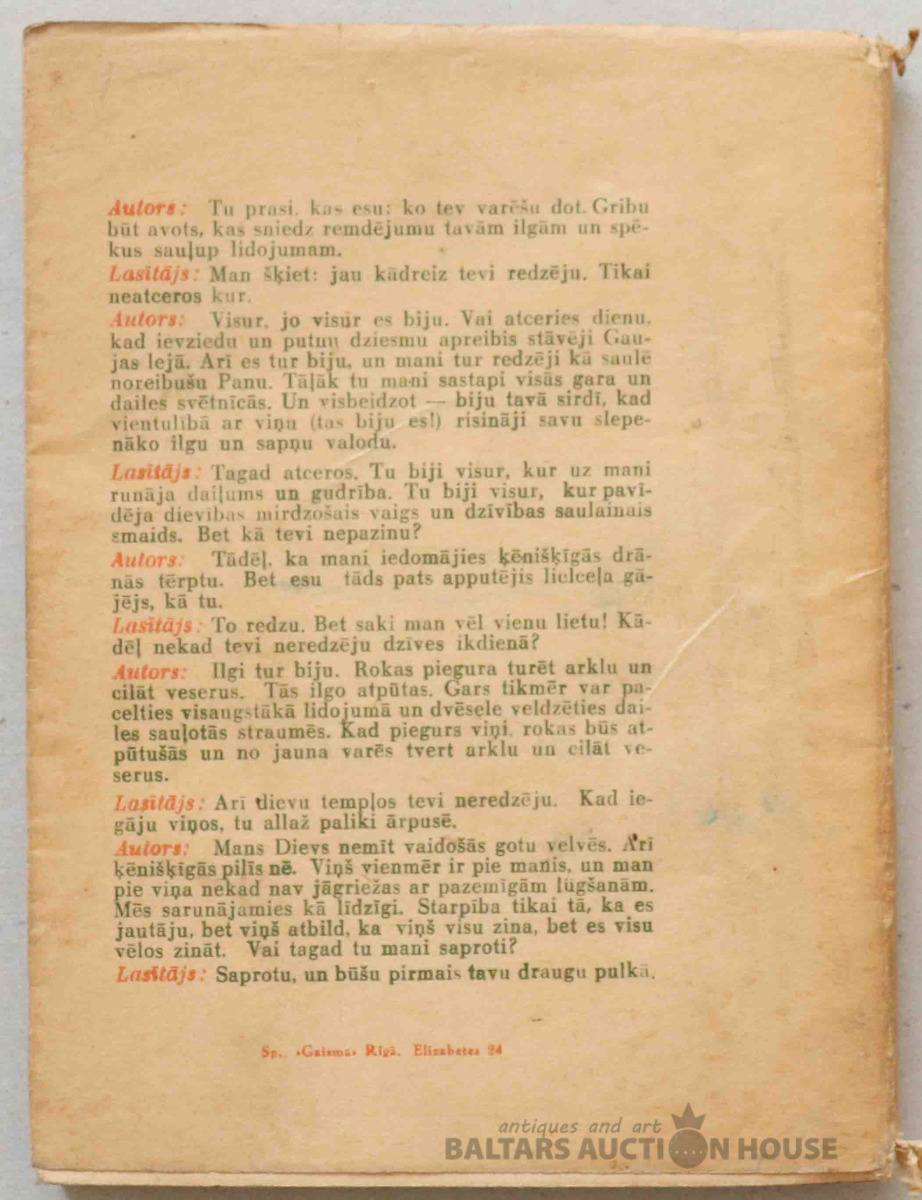 Autors: Tu prasi, kas esu; ko tev varēšu dot. Gribu
būt avots, kas sniedz remdējumu tavām ilgām un spē-
kus sauļup lidojumam.
Lasītājs: Man šķiet: jau kādreiz tevi redzēju. Tikai
neatceros kur.
Autors: Visur, jo visur es biju. Vai atceries dienu,
kad ievziedu un putnu dziesmu apreibis stāvēji Gau-
jas lejā. Arī es tur biju, un mani tur redzēji kā saulē
noreibušu Panu. Tāļāk tu mani sastapi visās gara un
dailes svētnīcās. Un visbeidzot — biju tavā sirdī, kad
vientulībā ar viņu (tas biju es!) risināji savu slepe-
nāko ilgu un sapņu valodu.
Lasītājs: Tagad atceros. Tu biji visur, kur uz mani
runāja daiļums un gudrība. Tu biji visur, kur pavī-
dēja dievības mirdzošais vaigs un dzīvības saulainais
smaids. Bet kā tevi nepazinu?
Autors: Tādēļ, ka mani iedomājies ķēnišķīgās drā-
nās tērptu. Bet esu tāds pats apputējis lielceļa gā-
jējs, kā tu.
Lasītājs: To redzu. Bet saki man vēl vienu lietu! Kā-
dēļ nekad tevi neredzēju dzīves ikdienā?
Autors: Ilgi tur biju. Rokas piegura turēt arklu un
cilāt veserus. Tās ilgo atpūtas. Gars tikmēr var pa-
celties visaugstākā lidojumā un dvēsele veldzēties dai-
les sauļotās straumēs. Kad piegurs viņi, rokas būs at-
pūtušās un no jauna varēs tvert arklu un cilāt ve-
serus.
Lasītājs: Arī dievu tempļos tevi neredzēju. Kad ie-
gāju viņos, tu allaž paliki ārpusē.
Autors: Mans Dievs nemīt vaidošās gotu velvēs. Arī
ķēnišķīgās pilīs nē. Viņš vienmēr ir pie manis, un man
pie viņa nekad nav jāgriežas ar pazemīgām lūgšanām.
Mēs sarunājamies kā līdzīgi. Starpība tikai tā, ka es
jautāju, bet viņš atbild, ka viņš visu zina, bet es visu
vēlos zināt. Vai tagad tu mani saproti?
Lasītājs: Saprotu, un būšu pirmais tavu draugu pulkā.
Sp. «Gaisma» Rīgā. Elizabetes 24
antiques and art
BALTARS AUCTION HOUSE